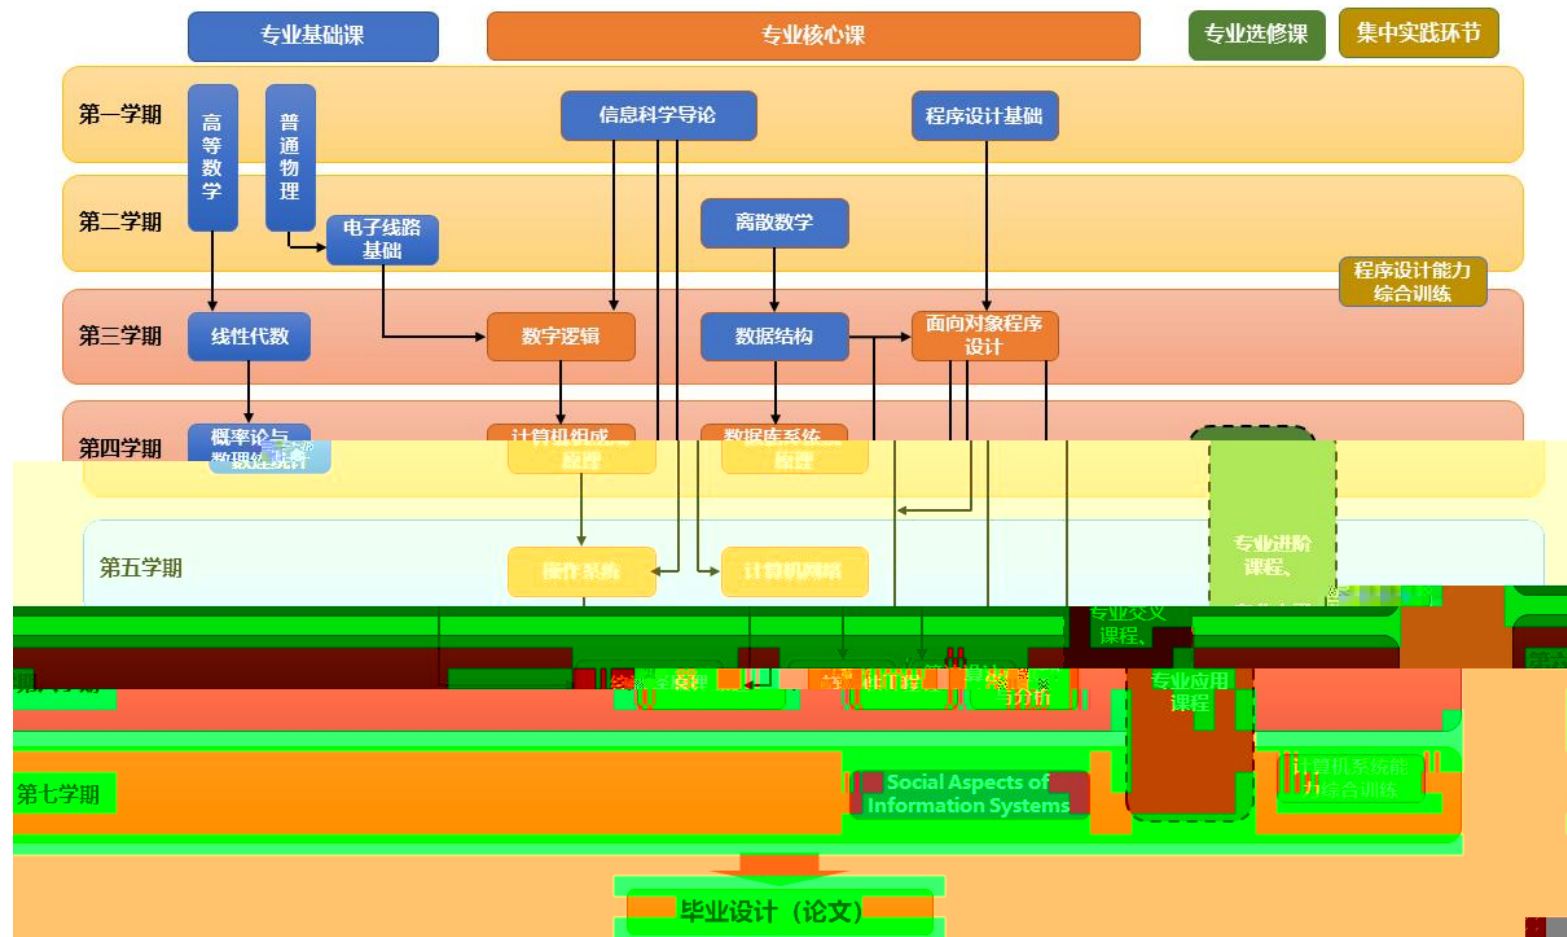 专业基础课
专业核心课
专业选修课
集中实践环节
第一学期
高等数学
普通物理
信息科学导论
程序设计基础
第二学期
电子线路
基础
离散数学
程序设计能力
综合训练
第三学期
线性代数
数字逻辑
数据结构
面向对象程序
设计
第四学期
概率论与
数理统计
计算机组成
原理
数据库系统
原理
第五学期
操作系统
计算机网络
专业进阶
课程、
专业交叉
课程、
专业应用
课程
与分析
第七学期
Social Aspects of
Information Systems
计算机系统能
力综合训练
毕业设计（论文）